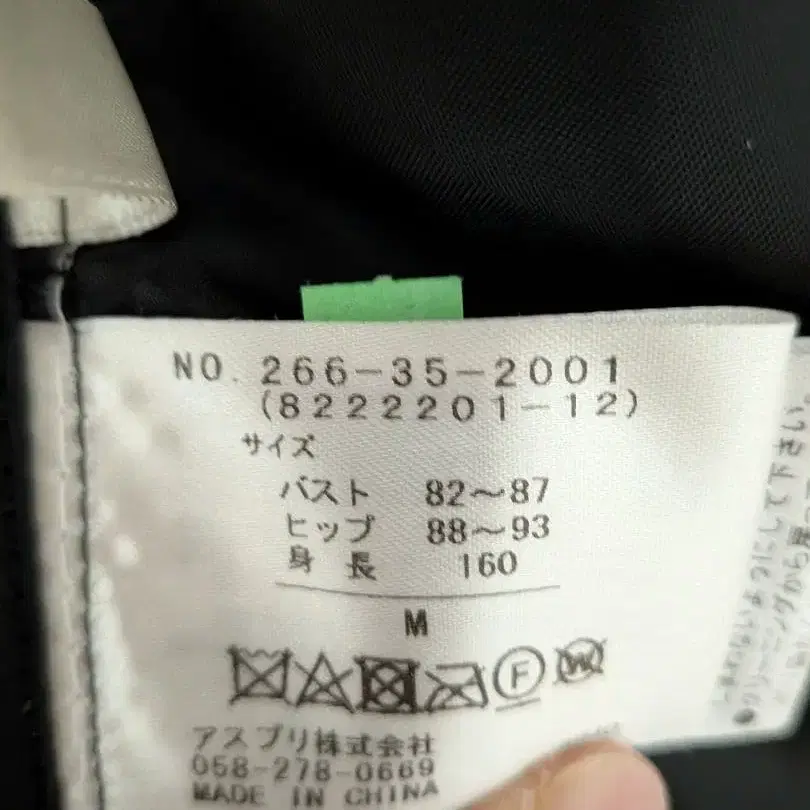 NO. 266-35-2001
(8222201-12)
サイズ
バスト 82〜87
ヒップ 88〜93
身長 160
M
F
W
アスプリ株式会社
058-278-0669
MADE IN CHINA